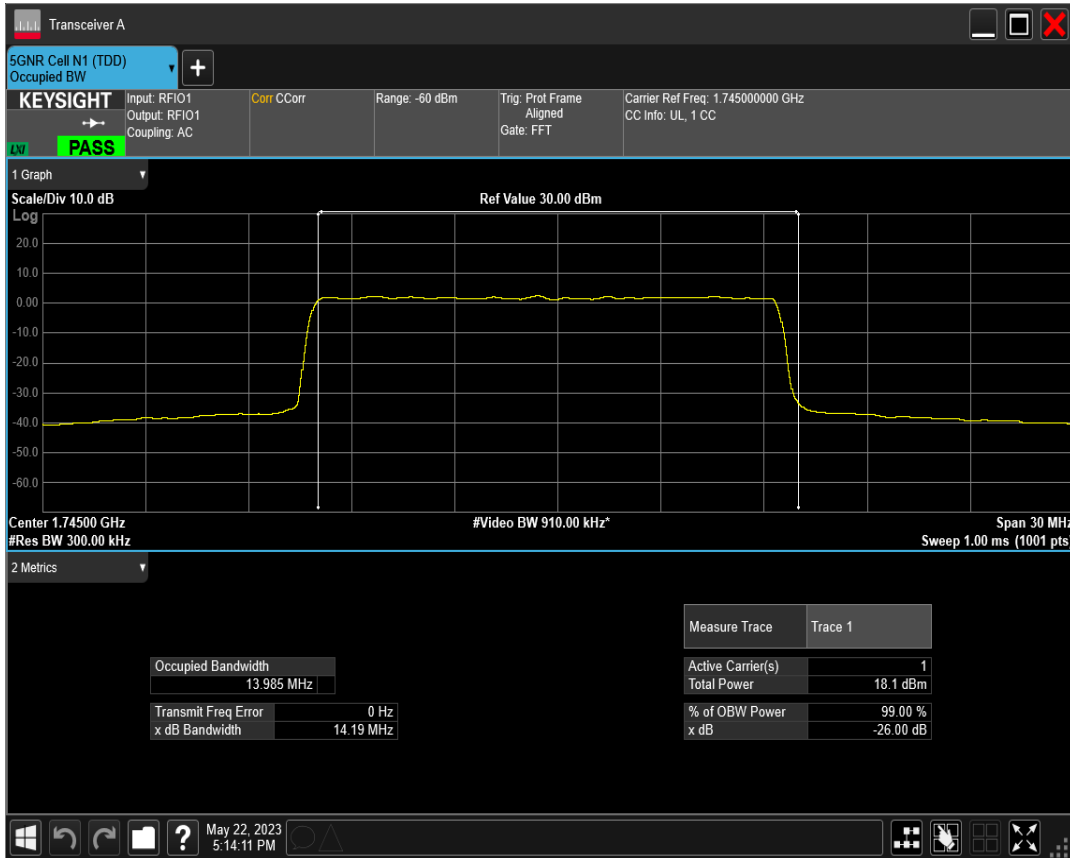 Transceiver A
5GNR Cell N1 (TDD)
Occupied BW
+
KEYSIGHT
LXI
PASS
Input: RFIO1
Output: RFIO1
Coupling: AC
Corr CCorr
Range: -60 dBm
Trig: Prot Frame
Aligned
Gate: FFT
Carrier Ref Freq: 1.745000000 GHz
CC Info: UL, 1 CC
1 Graph
Scale/Div 10.0 dB
Ref Value 30.00 dBm
Log
20.0
10.0
0.00
-10.0
-20.0
-30.0
-40.0
-50.0
-60.0
Center 1.74500 GHz
#Video BW 910.00 kHz*
Span 30 MHz
#Res BW 300.00 kHz
Sweep 1.00 ms (1001 pts)
2 Metrics
Measure Trace
Trace 1
Occupied Bandwidth
13.985 MHz
Active Carrier(s) 1
Total Power 18.1 dBm
Transmit Freq Error 0 Hz
x dB Bandwidth 14.19 MHz
% of OBW Power 99.00 %
x dB -26.00 dB
?
May 22, 2023
5:14:11 PM